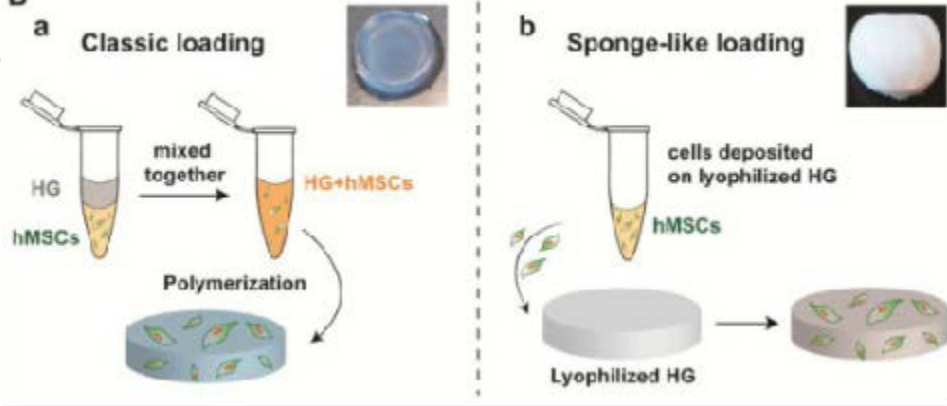 a
Classic loading
mixed
together
HG
HG+hMSCs
hMSCs
Polymerization
b
Sponge-like loading
cells deposited
on lyophilized HG
hMSCs
Lyophilized HG